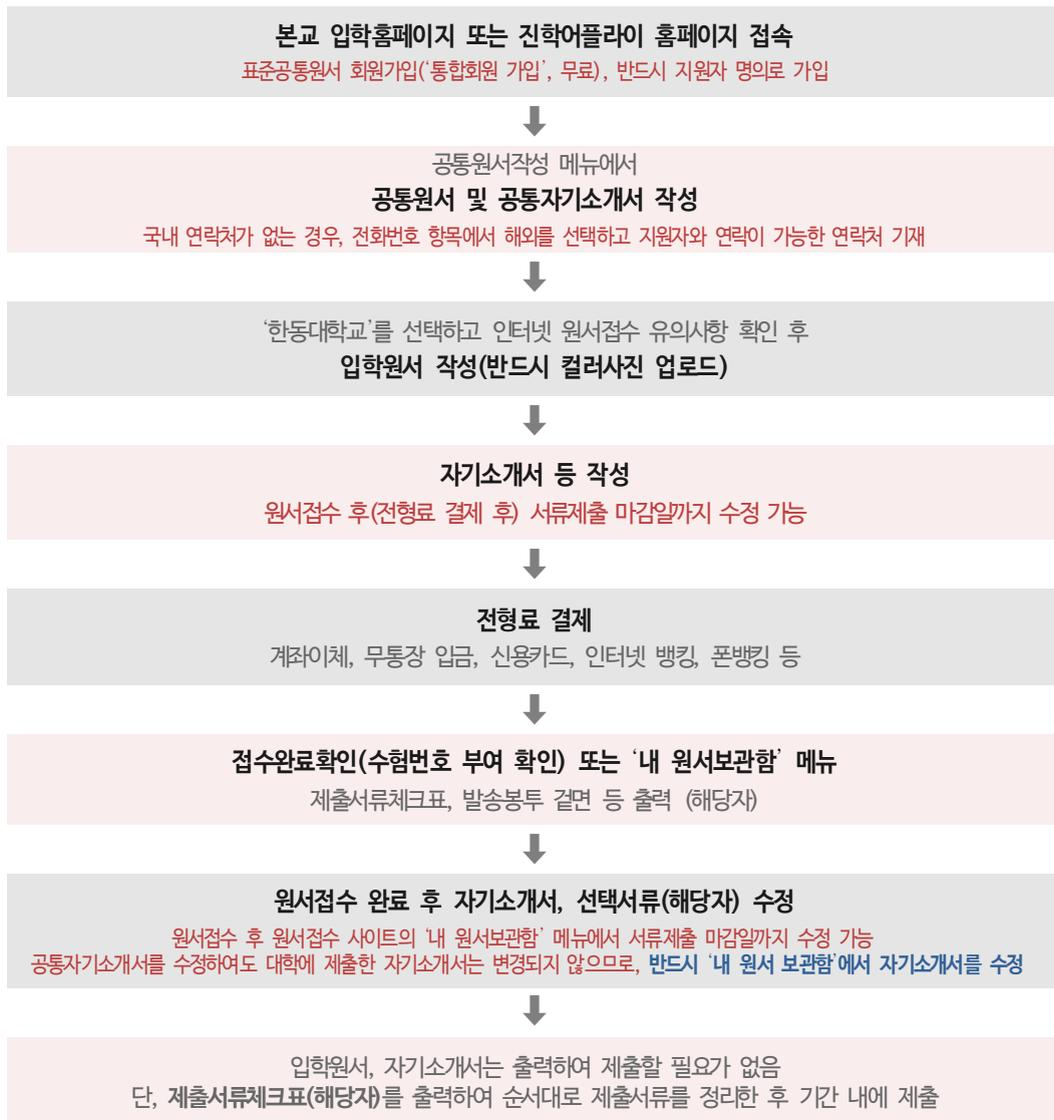 본교 입학홈페이지 또는 진학어플라이 홈페이지 접속
표준공통원서 회원가입(‘통합회원 가입’, 무료), 반드시 지원자 명의로 가입
공통원서작성 메뉴에서
공통원서 및 공통자기소개서 작성
국내 연락처가 없는 경우, 전화번호 항목에서 해외를 선택하고 지원자와 연락이 가능한 연락처 기재
‘한동대학교’를 선택하고 인터넷 원서접수 유의사항 확인 후
입학원서 작성(반드시 컬러사진 업로드)
자기소개서 등 작성
원서접수 후(전형료 결제 후) 서류제출 마감일까지 수정 가능
전형료 결제
계좌이체, 무통장 입금, 신용카드, 인터넷 뱅킹, 폰뱅킹 등
접수완료확인(수험번호 부여 확인) 또는 ‘내 원서보관함’ 메뉴
제출서류체크표, 발송봉투 겉면 등 출력 (해당자)
원서접수 완료 후 자기소개서, 선택서류(해당자) 수정
원서접수 후 원서접수 사이트의 ‘내 원서보관함’ 메뉴에서 서류제출 마감일까지 수정 가능
공통자기소개서를 수정하여도 대학에 제출한 자기소개서는 변경되지 않으므로, 반드시 ‘내 원서 보관함’에서 자기소개서를 수정
입학원서, 자기소개서는 출력하여 제출할 필요가 없음
단, 제출서류체크표(해당자)를 출력하여 순서대로 제출서류를 정리한 후 기간 내에 제출